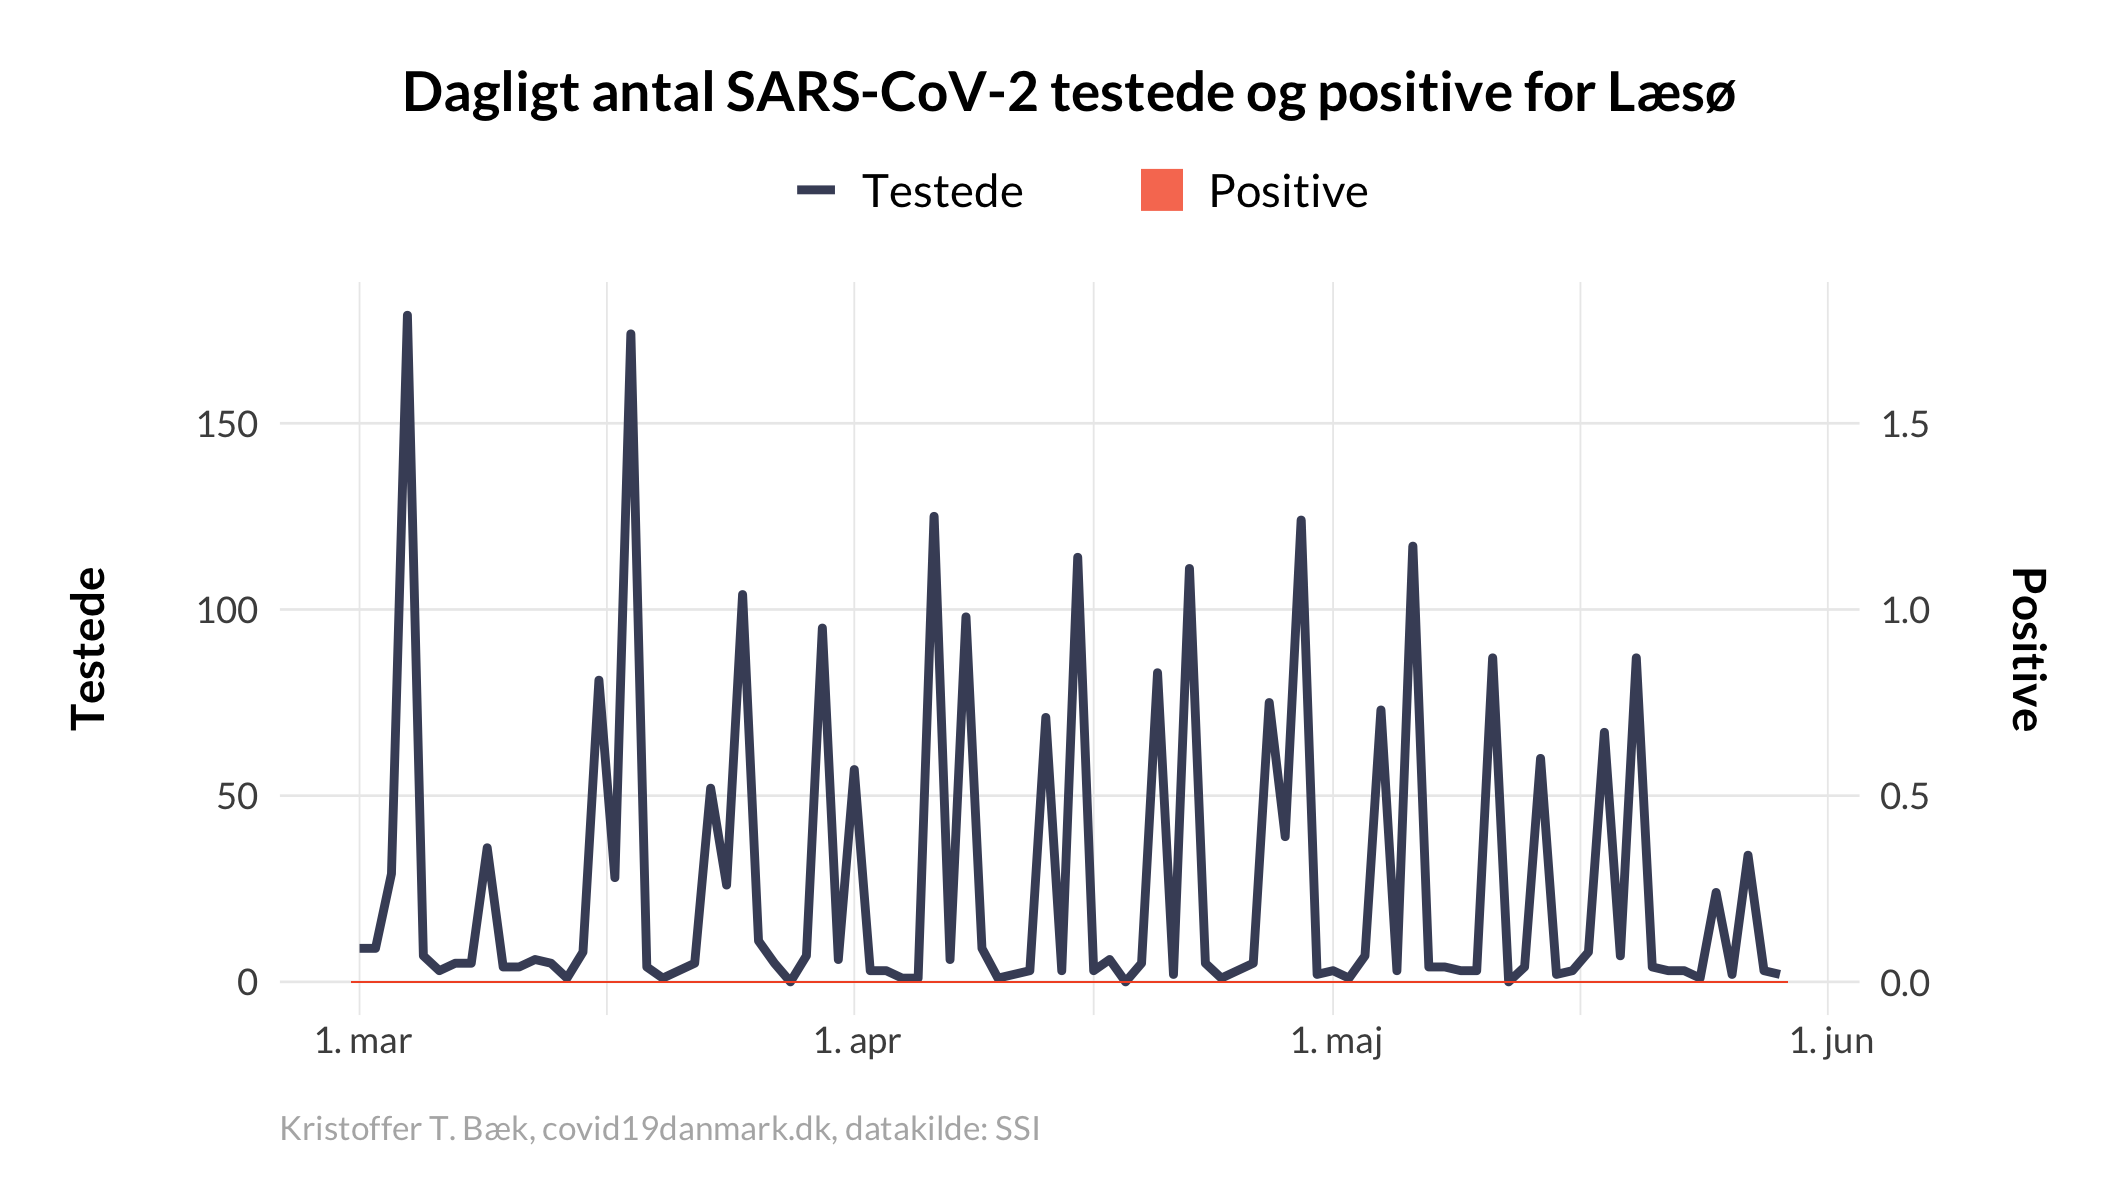 Dagligt antal SARS-CoV-2 testede og positive for Læsø
Testede Positive
150 1.5
100 1.0
50 0.5
0 0.0
Testede
Positive
1. mar 1. apr 1. maj 1. jun
Kristoffer T. Bæk, covid19danmark.dk, datakilde: SSI